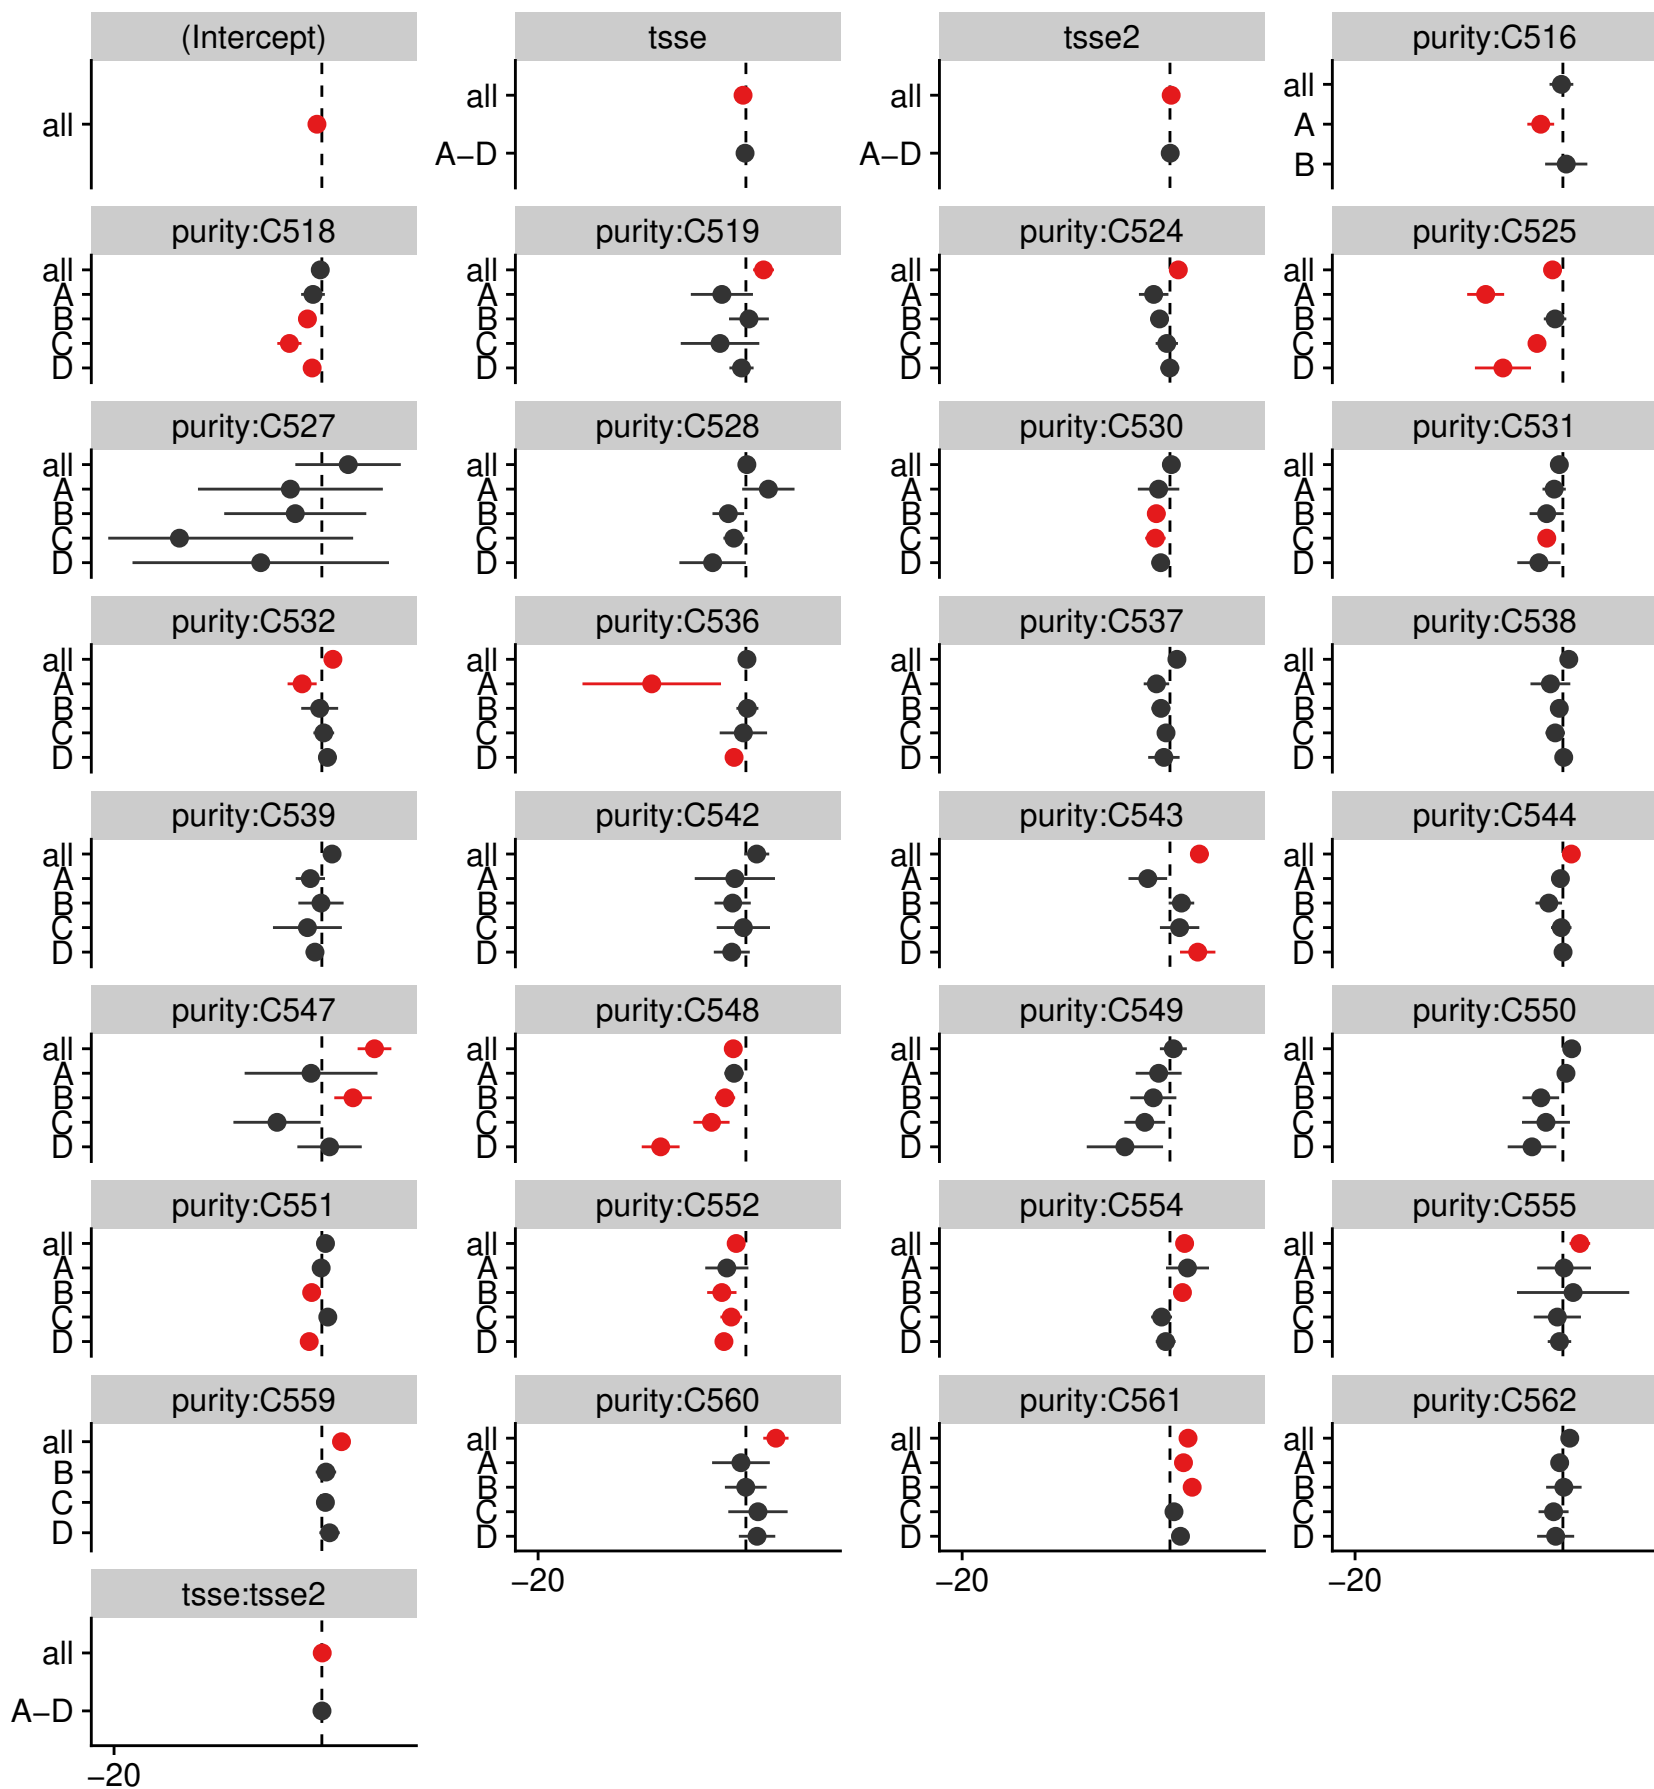 (Intercept) tsse tsse2 purity:C516
all all all all
A−D A−D A
B
purity:C518 purity:C519 purity:C524 purity:C525
all all all all
A A A A
B B B B
C C C C
D D D D
purity:C527 purity:C528 purity:C530 purity:C531
all all all all
A A A A
B B B B
C C C C
D D D D
purity:C532 purity:C536 purity:C537 purity:C538
all all all all
A A A A
B B B B
C C C C
D D D D
purity:C539 purity:C542 purity:C543 purity:C544
all all all all
A A A A
B B B B
C C C C
D D D D
purity:C547 purity:C548 purity:C549 purity:C550
all all all all
A A A A
B B B B
C C C C
D D D D
purity:C551 purity:C552 purity:C554 purity:C555
all all all all
A A A A
B B B B
C C C C
D D D D
purity:C559 purity:C560 purity:C561 purity:C562
all all all all
B A A A
C B B B
D C C C
D D D
−20 −20 −20
tsse:tsse2
all
A−D
−20